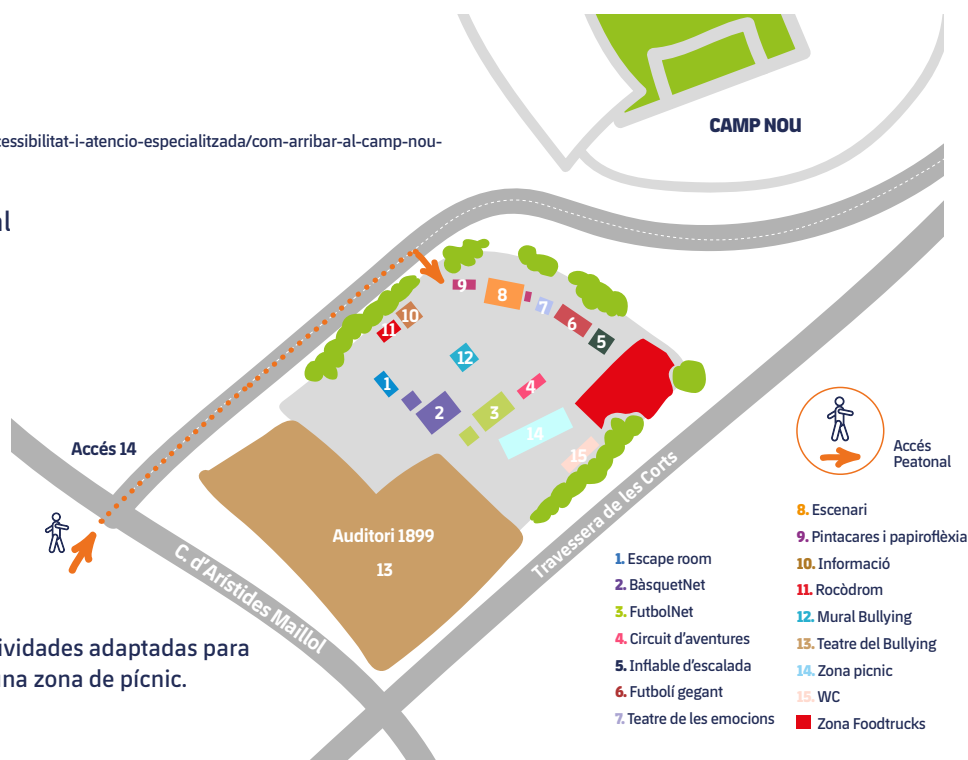 cessibilitat-i-atencio-especialitzada/com-arribar-al-camp-nou-
al
CAMP NOU
9
8
7
6
5
10
11
12
1
2
3
4
14
15
Accés 14
Accés
Peatonal
Auditori 1899
13
C. d'Arístides Maillol
Travessera de les Corts
ividades adaptadas para
una zona de pícnic.
1. Escape room
2. BàsquetNet
3. FutbolNet
4. Circuit d'aventures
5. Inflable d'escalada
6. Futbolí gegant
7. Teatre de les emocions
8. Escenari
9. Pintacares i papiroflèxia
10. Informació
11. Rocòdrom
12. Mural Bullying
13. Teatre del Bullying
14. Zona picnic
15. WC
Zona Foodtrucks